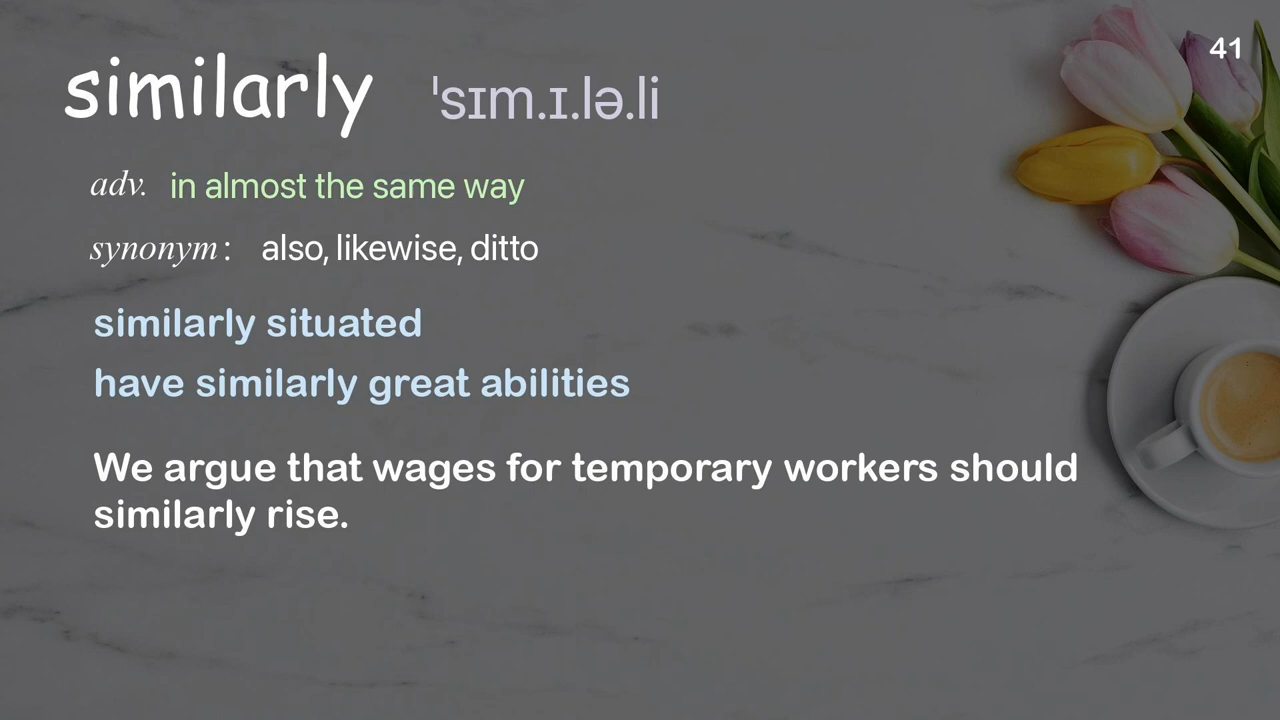 41
similarly ˈsɪm.ɪ.lə.li
adv. in almost the same way
synonym: also, likewise, ditto
similarly situated
have similarly great abilities
We argue that wages for temporary workers should
similarly rise.